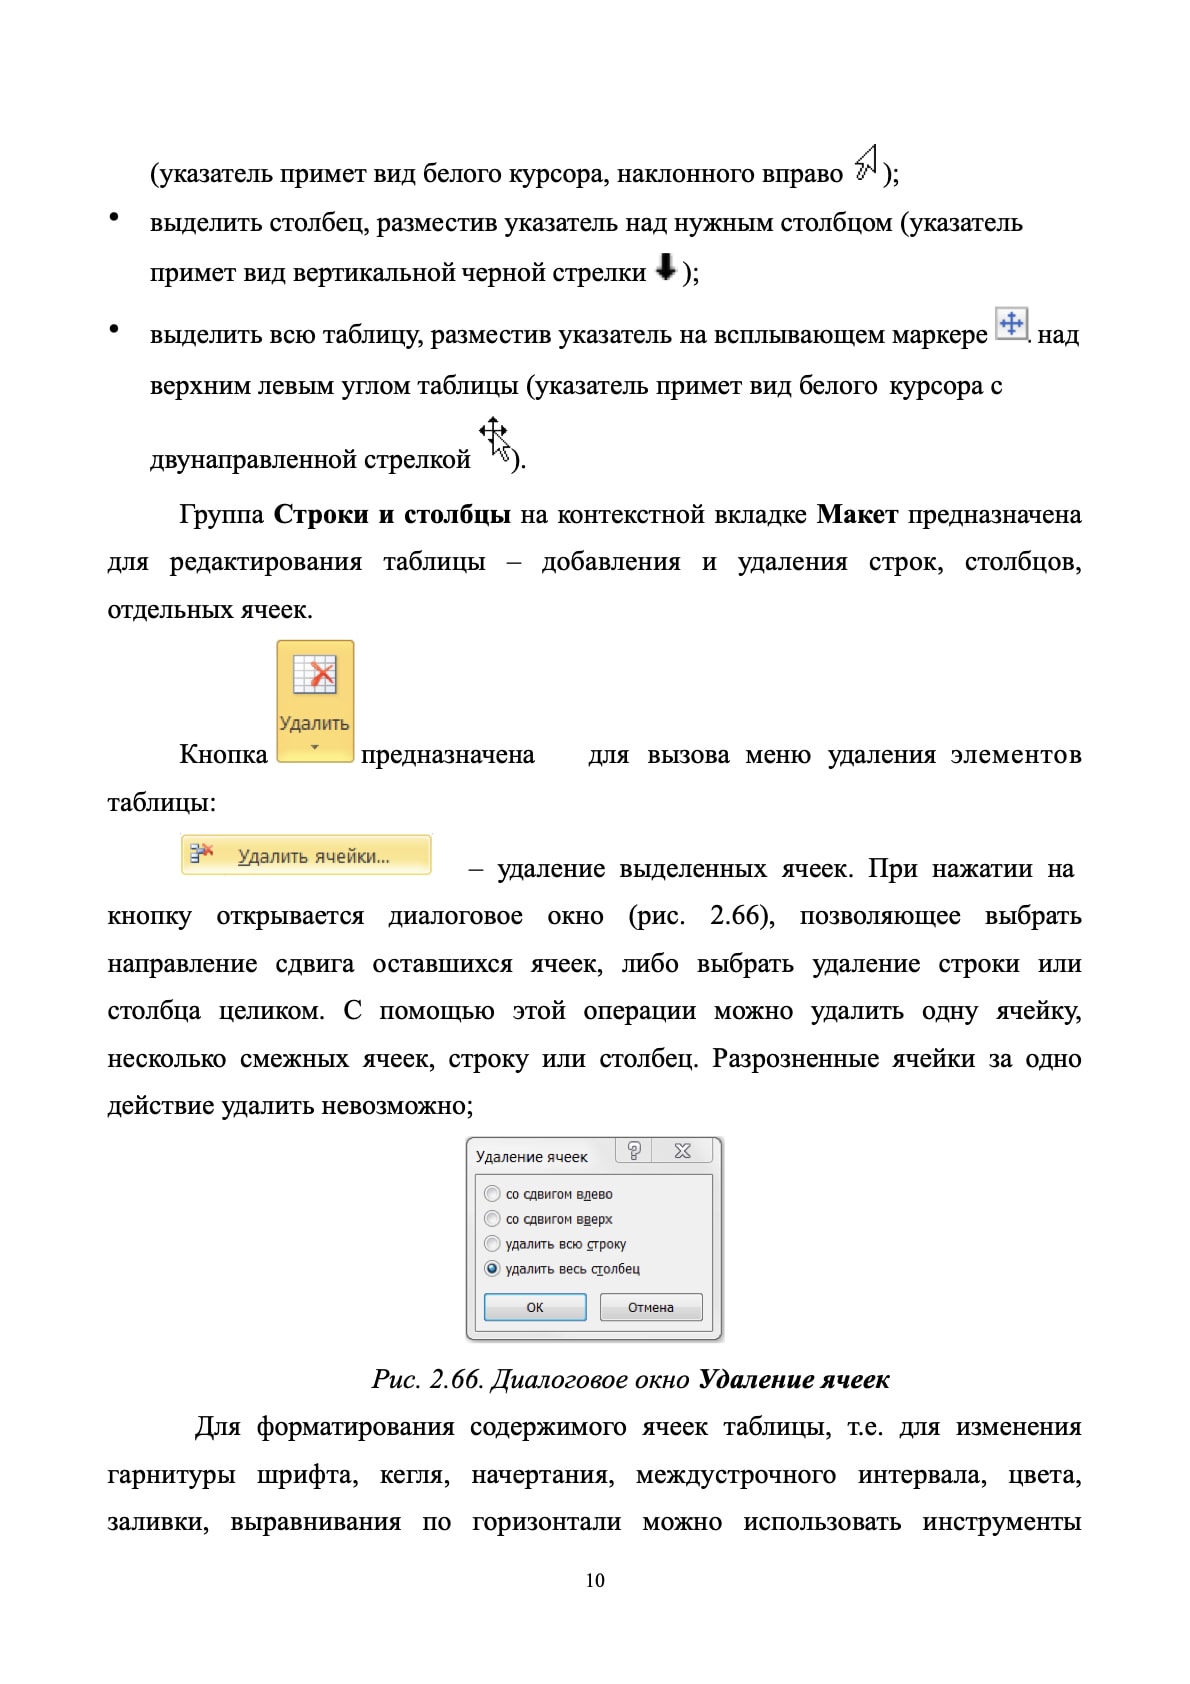 (указатель примет вид белого курсора, наклонного вправо );
• выделить столбец, разместив указатель над нужным столбцом (указатель
примет вид вертикальной черной стрелки );
• выделить всю таблицу, разместив указатель на всплывающем маркере . над
верхним левым углом таблицы (указатель примет вид белого курсора с
двунаправленной стрелкой ).
Группа Строки и столбцы на контекстной вкладке Макет предназначена
для редактирования таблицы – добавления и удаления строк, столбцов,
отдельных ячеек.
Удалить
Кнопка предназначена для вызова меню удаления элементов
таблицы:
Удалить ячейки... – удаление выделенных ячеек. При нажатии на
кнопку открывается диалоговое окно (рис. 2.66), позволяющее выбрать
направление сдвига оставшихся ячеек, либо выбрать удаление строки или
столбца целиком. С помощью этой операции можно удалить одну ячейку,
несколько смежных ячеек, строку или столбец. Разрозненные ячейки за одно
действие удалить невозможно;
Удаление ячеек
со сдвигом влево
со сдвигом вверх
удалить всю строку
удалить весь столбец
ОК Отмена
Рис. 2.66. Диалоговое окно Удаление ячеек
Для форматирования содержимого ячеек таблицы, т.е. для изменения
гарнитуры шрифта, кегля, начертания, междустрочного интервала, цвета,
заливки, выравнивания по горизонтали можно использовать инструменты
10